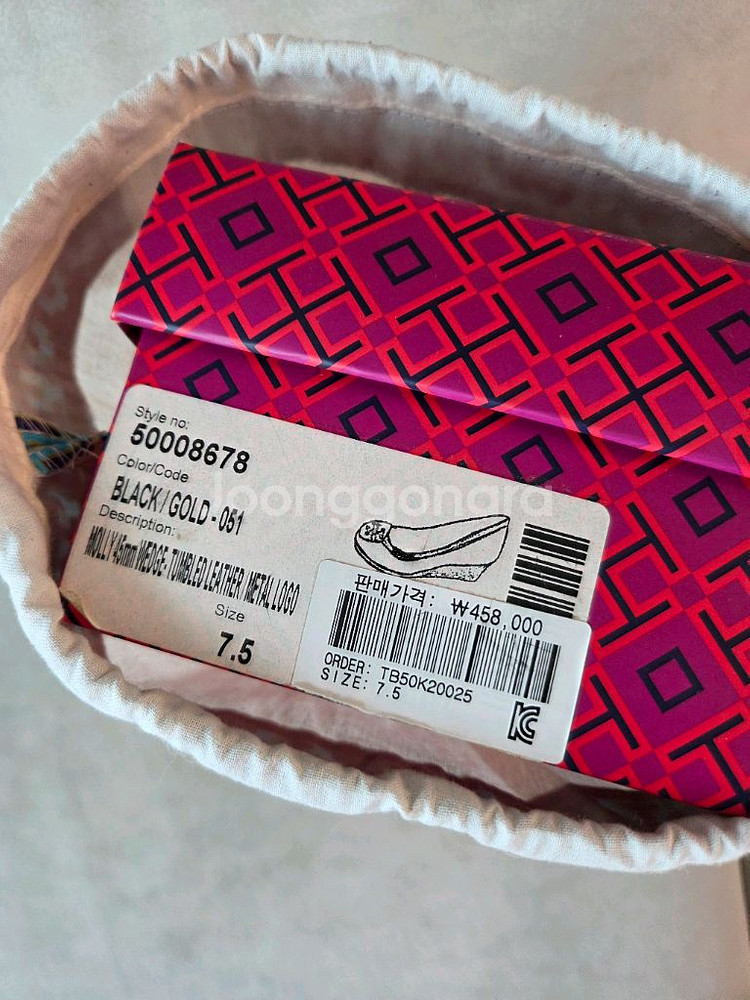 Style no:
50008678
Color/Code
BLACK/GOLD-051
Description:
MOLLY 45mm WEDGE-TUMBLED LEATHER METAL LOGO
Size
7.5
판매가격: ₩458,000
ORDER: TB50K20025
SIZE: 7.5
joonggonara